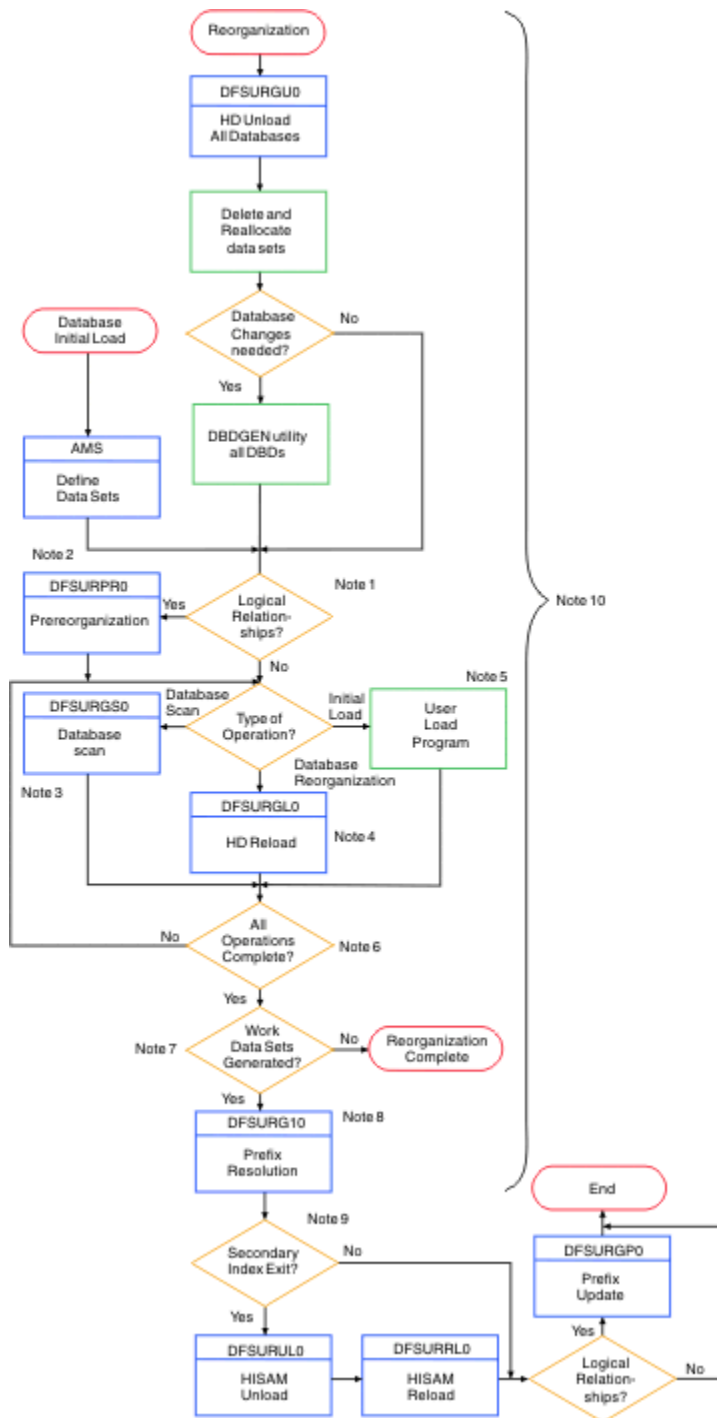 Reorganization
DFSURGU0
HD Unload
All Databases
Delete and
Reallocate
data sets
Database
Changes
needed?
No
Yes
Database
Initial Load
DBDGEN utility
all DBDs
AMS
Define
Data Sets
Note 2
Note 1
DFSURPR0
Prereorganization
Yes
Logical
Relation-
ships?
No
Note 10
Database
Scan
DFSURGS0
Database
scan
Type of
Operation?
Initial
Load
Note 5
User
Load
Program
Database
Reorganization
Note 3
DFSURGL0
HD Reload
Note 4
No
All
Operations
Complete?
Note 6
Yes
Note 7
Work
Data Sets
Generated?
No
Reorganization
Complete
Yes
Note 8
DFSURG10
Prefix
Resolution
Note 9
End
Secondary
Index Exit?
No
DFSURGP0
Prefix
Update
Yes
Yes
DFSURUL0
HISAM
Unload
DFSURRL0
HISAM
Reload
Logical
Relation-
ships?
No